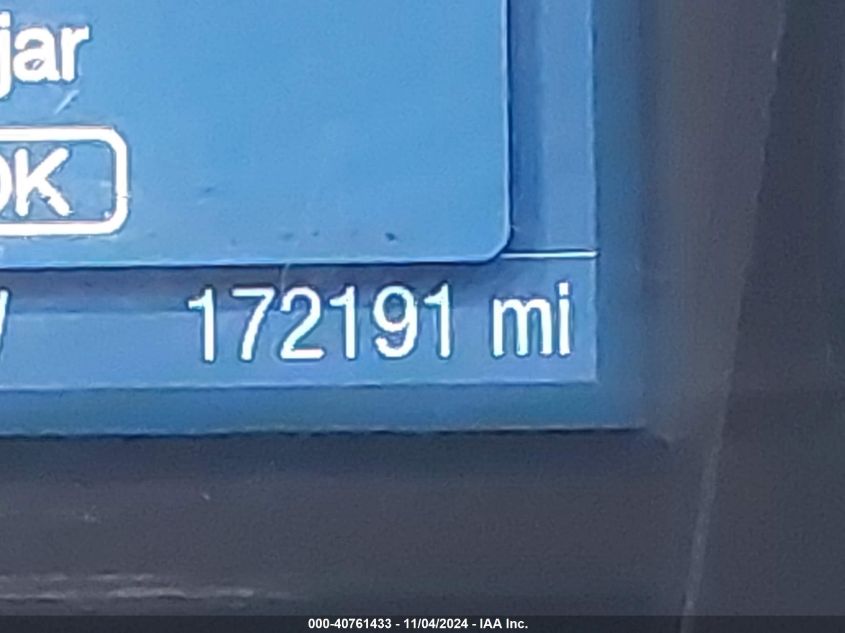 jar
OK
172191 mi
000-40761433 - 11/04/2024 - IAA Inc.